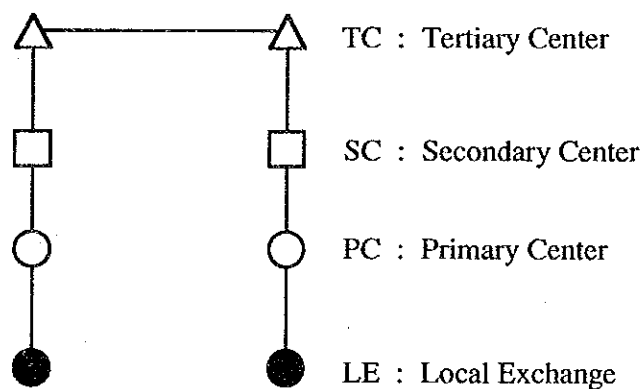 TC : Tertiary Center
SC : Secondary Center
PC : Primary Center
LE : Local Exchange